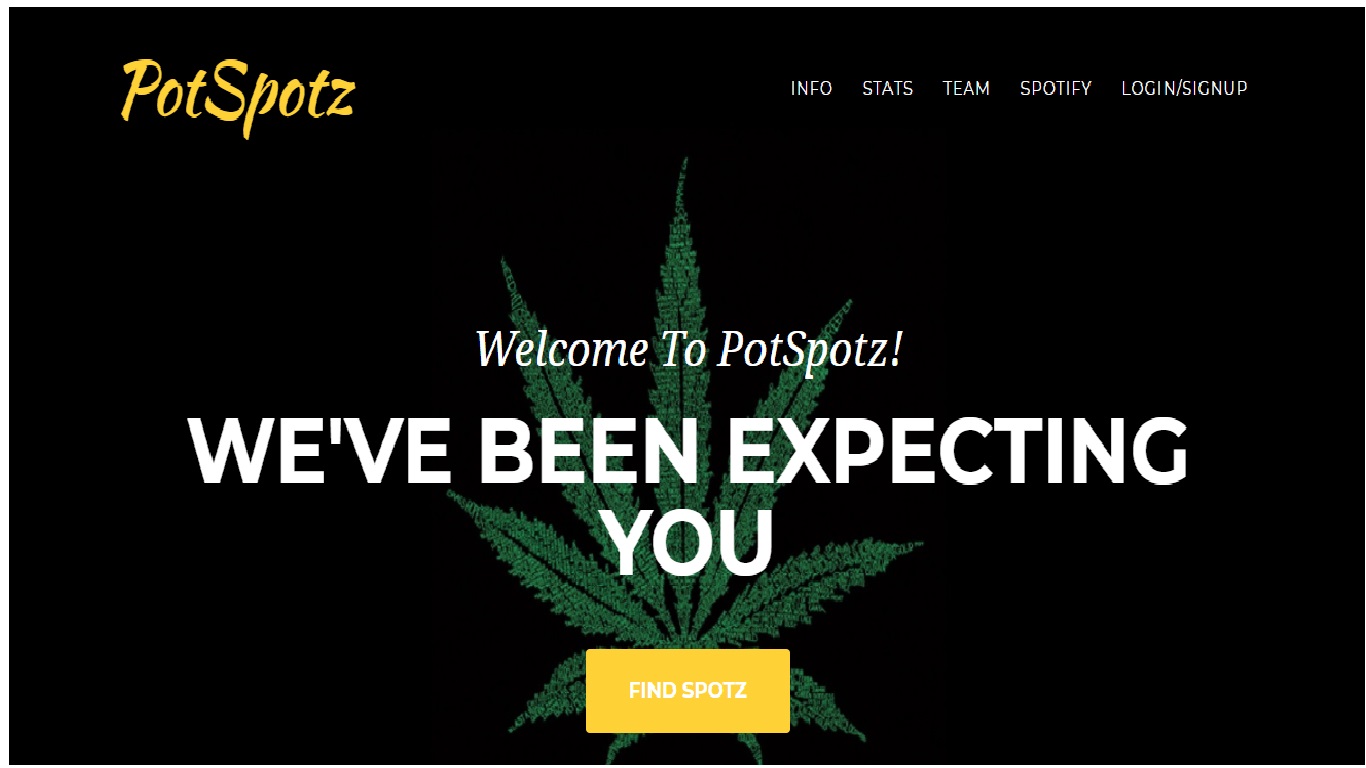 PotSpotz
INFO STATS TEAM SPOTIFY LOGIN/SIGNUP
Welcome To PotSpotz!
WE'VE BEEN EXPECTING
YOU
FIND SPOTZ